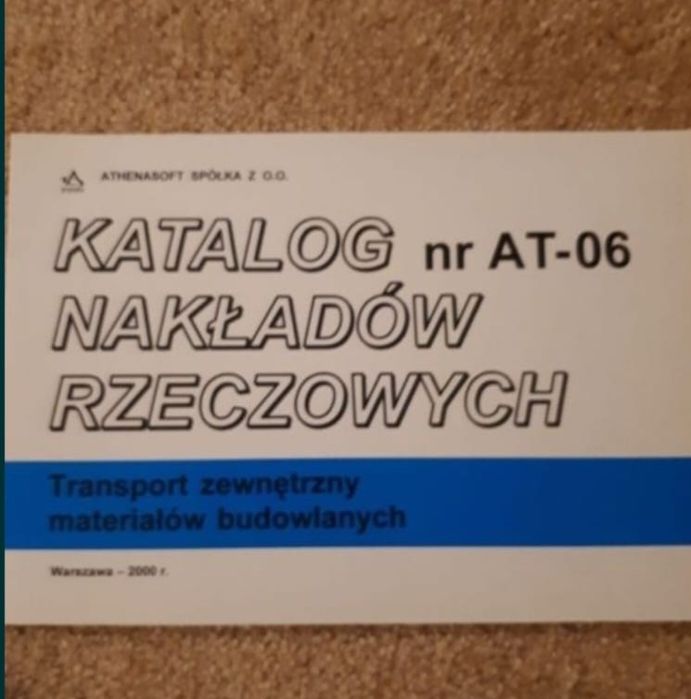 ATHENASOFT SPÓŁKA Z O.O.
KATALOG nr AT-06
NAKŁADÓW
RZECZOWYCH
Transport zewnętrzny
materiałów budowlanych
Warszawa – 2000 r.